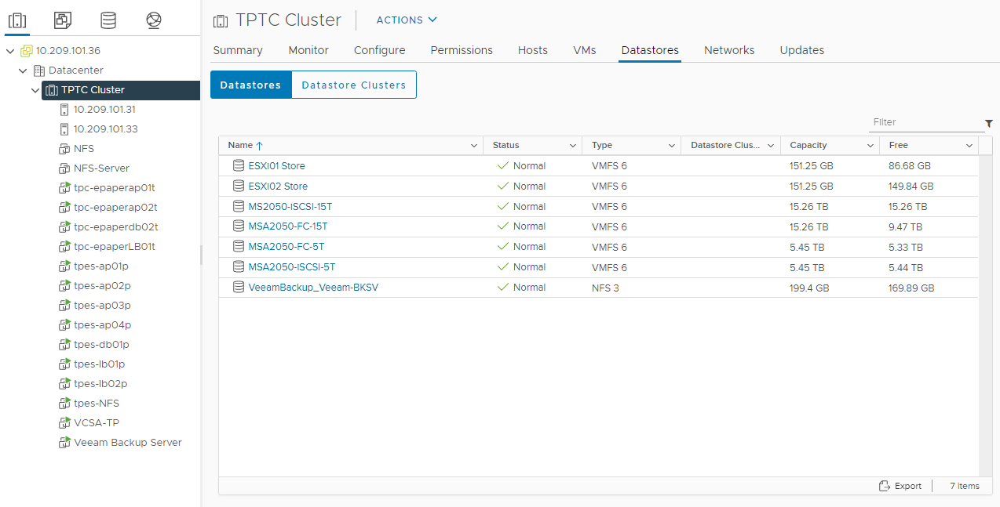 10.209.101.36
Datacenter
TPTC Cluster
10.209.101.31
10.209.101.33
NFS
NFS-Server
tpc-epaperap01t
tpc-epaperap02t
tpc-epaperdb02t
tpc-epaperLB01t
tpes-ap01p
tpes-ap02p
tpes-ap03p
tpes-ap04p
tpes-db01p
tpes-lb01p
tpes-lb02p
tpes-NFS
VCSA-TP
Veeam Backup Server
TPTC Cluster ACTIONS
Summary Monitor Configure Permissions Hosts VMs Datastores Networks Updates
Datastores Datastore Clusters
Filter
Name Status Type Datastore Clus... Capacity Free
ESXI01 Store Normal VMFS 6 151.25 GB 86.68 GB
ESXI02 Store Normal VMFS 6 151.25 GB 149.84 GB
MS2050-iSCSI-15T Normal VMFS 6 15.26 TB 15.26 TB
MSA2050-FC-15T Normal VMFS 6 15.26 TB 9.47 TB
MSA2050-FC-5T Normal VMFS 6 5.45 TB 5.33 TB
MSA2050-iSCSI-5T Normal VMFS 6 5.45 TB 5.44 TB
VeeamBackup_Veeam-BKSV Normal NFS 3 199.4 GB 169.89 GB
Export 7 items